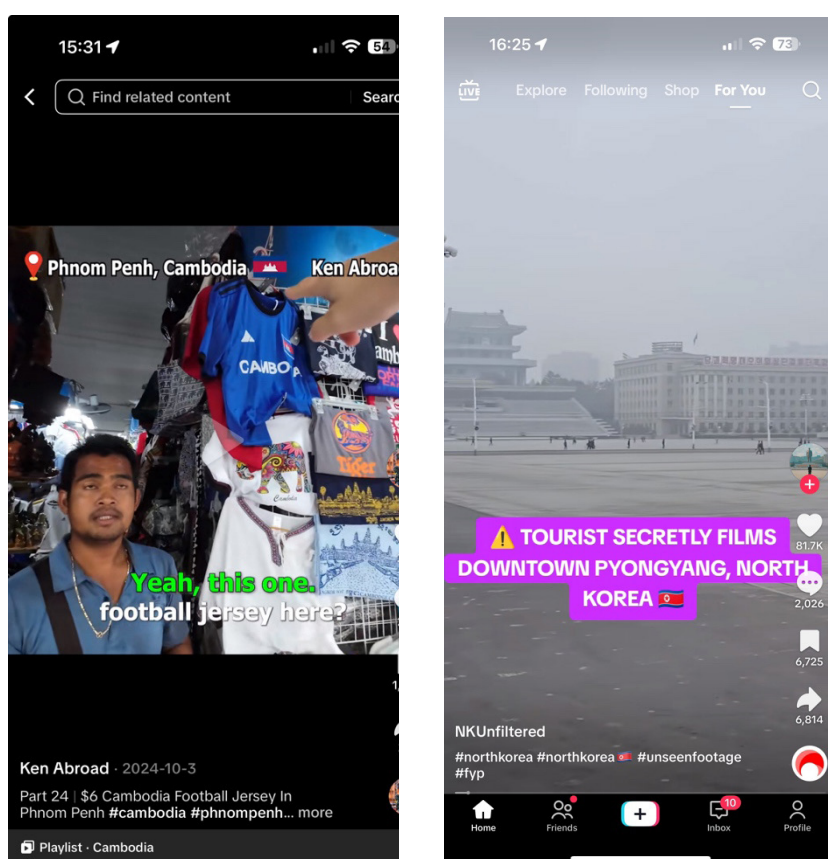 15:31
54
Find related content
Searc
Phnom Penh, Cambodia
Ken Abroa
CAMBO
Tiger
Cambodia
Yeah, this one.
football jersey here?
1,
Ken Abroad · 2024-10-3
Part 24 | $6 Cambodia Football Jersey In
Phnom Penh #cambodia #phnompenh... more
Playlist · Cambodia
16:25
73
LIVE
Explore
Following
Shop
For You
⚠️ TOURIST SECRETLY FILMS
DOWNTOWN PYONGYANG, NORTH
KOREA 🇰🇵
81.7K
2,026
6,725
6,814
NKUnfiltered
#northkorea #northkorea🇰🇵 #unseenfootage
#fyp
Home
Friends
10
Inbox
Profile